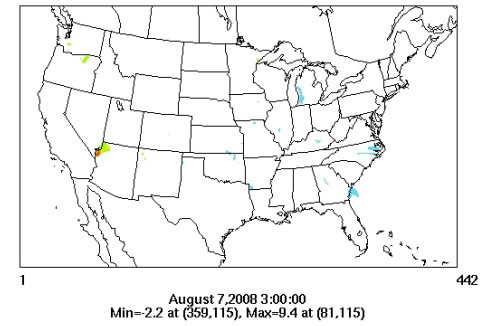 1 442
August 7,2008 3:00:00
Min=-2.2 at (359,115), Max=9.4 at (81,115)